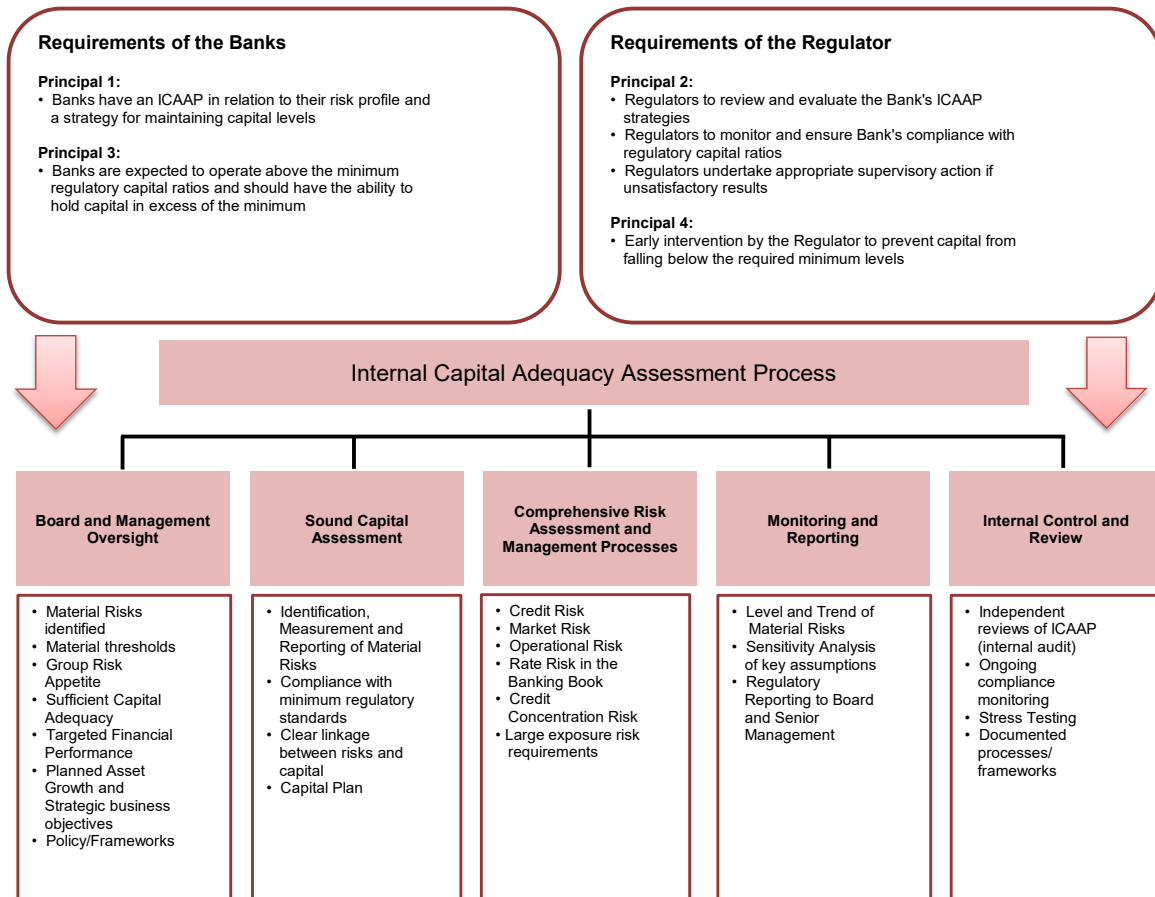 Requirements of the Banks
Principal 1:
• Banks have an ICAAP in relation to their risk profile and
a strategy for maintaining capital levels
Principal 3:
• Banks are expected to operate above the minimum
regulatory capital ratios and should have the ability to
hold capital in excess of the minimum
Requirements of the Regulator
Principal 2:
• Regulators to review and evaluate the Bank's ICAAP
strategies
• Regulators to monitor and ensure Bank's compliance with
regulatory capital ratios
• Regulators undertake appropriate supervisory action if
unsatisfactory results
Principal 4:
• Early intervention by the Regulator to prevent capital from
falling below the required minimum levels
Internal Capital Adequacy Assessment Process
Board and Management
Oversight
• Material Risks
identified
• Material thresholds
• Group Risk
Appetite
• Sufficient Capital
Adequacy
• Targeted Financial
Performance
• Planned Asset
Growth and
Strategic business
objectives
• Policy/Frameworks
Sound Capital
Assessment
• Identification,
Measurement and
Reporting of Material
Risks
• Compliance with
minimum regulatory
standards
• Clear linkage
between risks and
capital
• Capital Plan
Comprehensive Risk
Assessment and
Management Processes
• Credit Risk
• Market Risk
• Operational Risk
• Rate Risk in the
Banking Book
• Credit
Concentration Risk
• Large exposure risk
requirements
Monitoring and
Reporting
• Level and Trend of
Material Risks
• Sensitivity Analysis
of key assumptions
• Regulatory
Reporting to Board
and Senior
Management
Internal Control and
Review
• Independent
reviews of ICAAP
(internal audit)
• Ongoing
compliance
monitoring
• Stress Testing
• Documented
processes/
frameworks